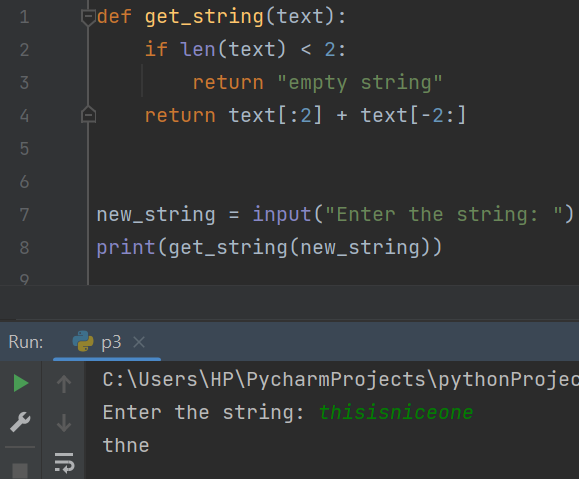 1 def get_string(text):
2     if len(text) < 2:
3         return "empty string"
4     return text[:2] + text[-2:]
5
6
7 new_string = input("Enter the string: ")
8 print(get_string(new_string))
9
Run: p3
C:\Users\HP\PycharmProjects\pythonProjec
Enter the string: thisisniceone
thne